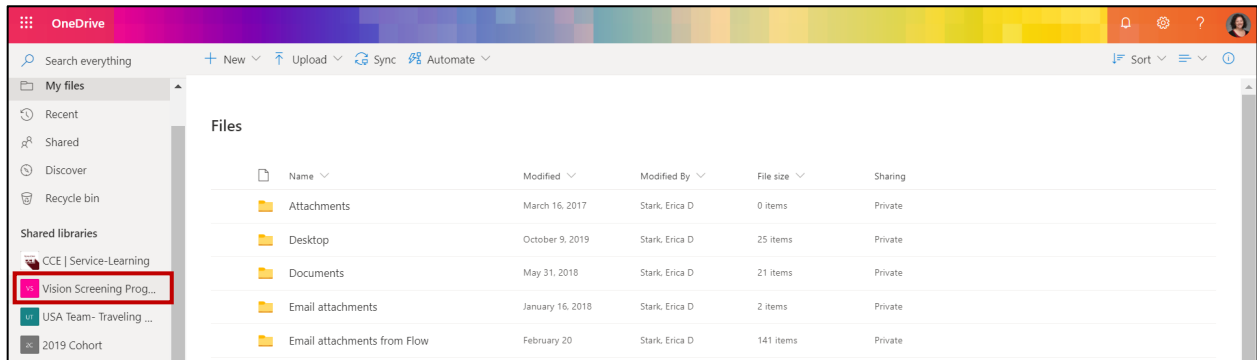 OneDrive
?
Search everything
New Upload Sync Automate Sort
My files
Recent
Shared
Discover
Recycle bin
Shared libraries
CCE | Service-Learning
VS Vision Screening Prog...
UT USA Team- Traveling ...
2C 2019 Cohort
Files
Name Modified Modified By File size Sharing
Attachments March 16, 2017 Stark, Erica D 0 items Private
Desktop October 9, 2019 Stark, Erica D 25 items Private
Documents May 31, 2018 Stark, Erica D 21 items Private
Email attachments January 16, 2018 Stark, Erica D 2 items Private
Email attachments from Flow February 20 Stark, Erica D 141 items Private